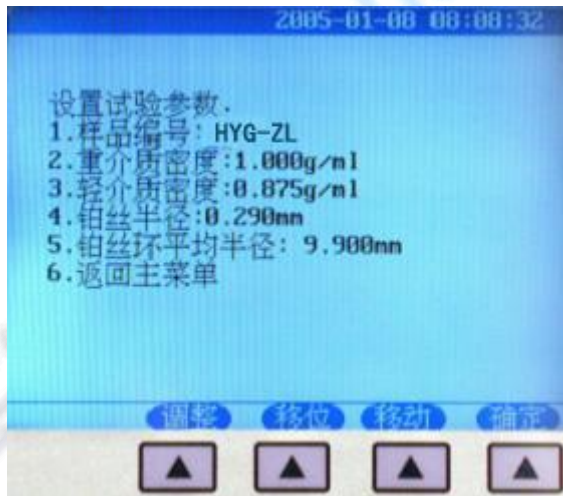 2005-01-08 08:08:32
设置试验参数.
1.样品编号: HYG-ZL
2.重介质密度:1.000g/ml
3.轻介质密度:0.875g/ml
4.铂丝半径:0.290mm
5.铂丝环平均半径: 9.900mm
6.返回主菜单
调整 移位 移动 确定